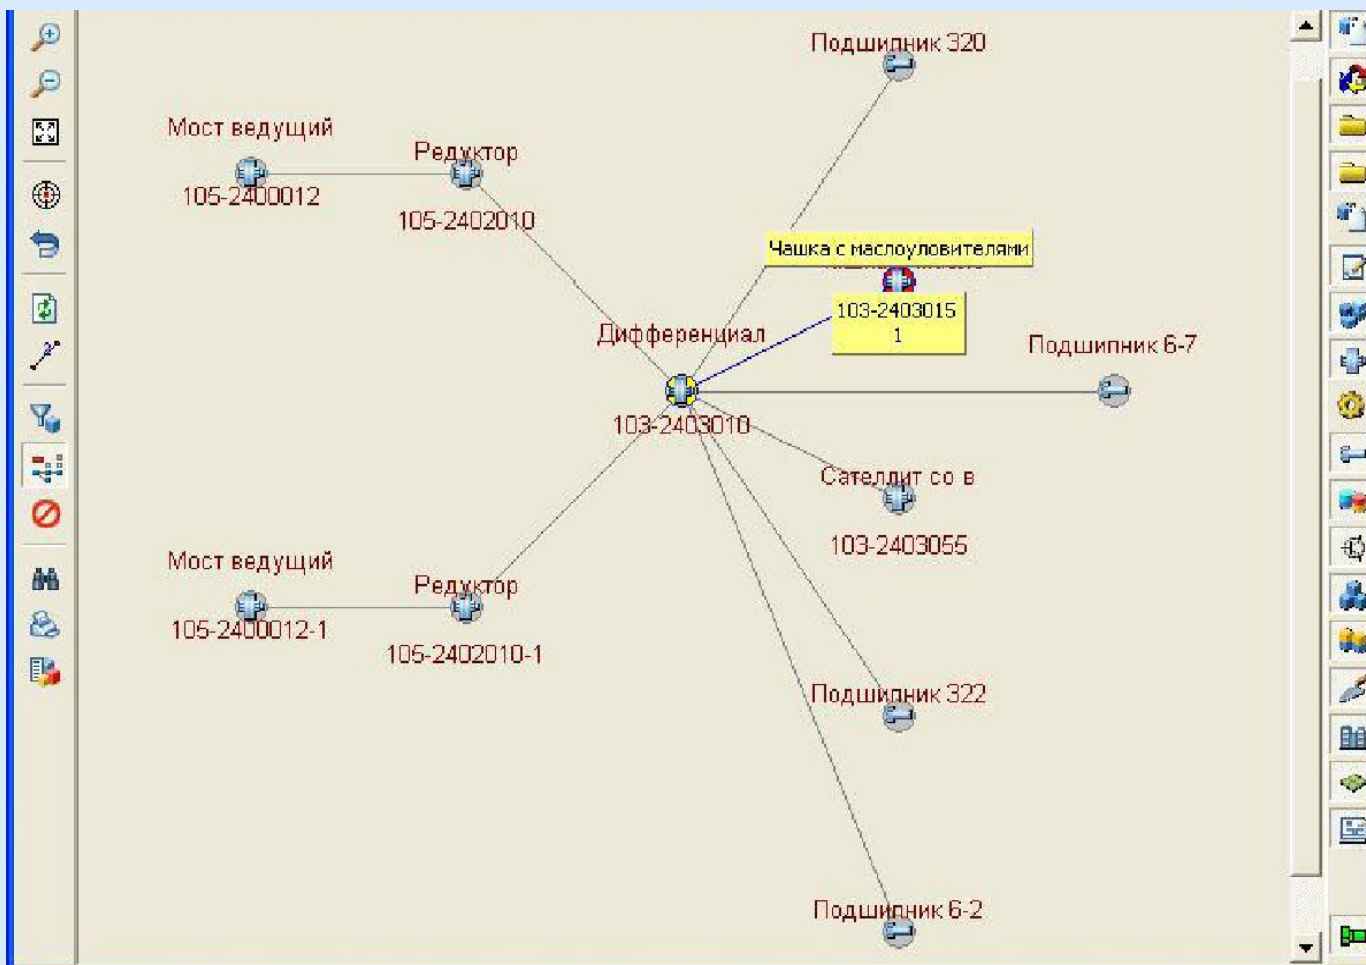 Подшипник 320
Мост ведущий
Редуктор
105-2400012
105-2402010
Чашка с маслоуловителями
103-2403015
1
Дифференциал
Подшипник 6-7
103-2403010
Сателлит со в
103-2403055
Мост ведущий
Редуктор
105-2400012-1
105-2402010-1
Подшипник 322
Подшипник 6-2